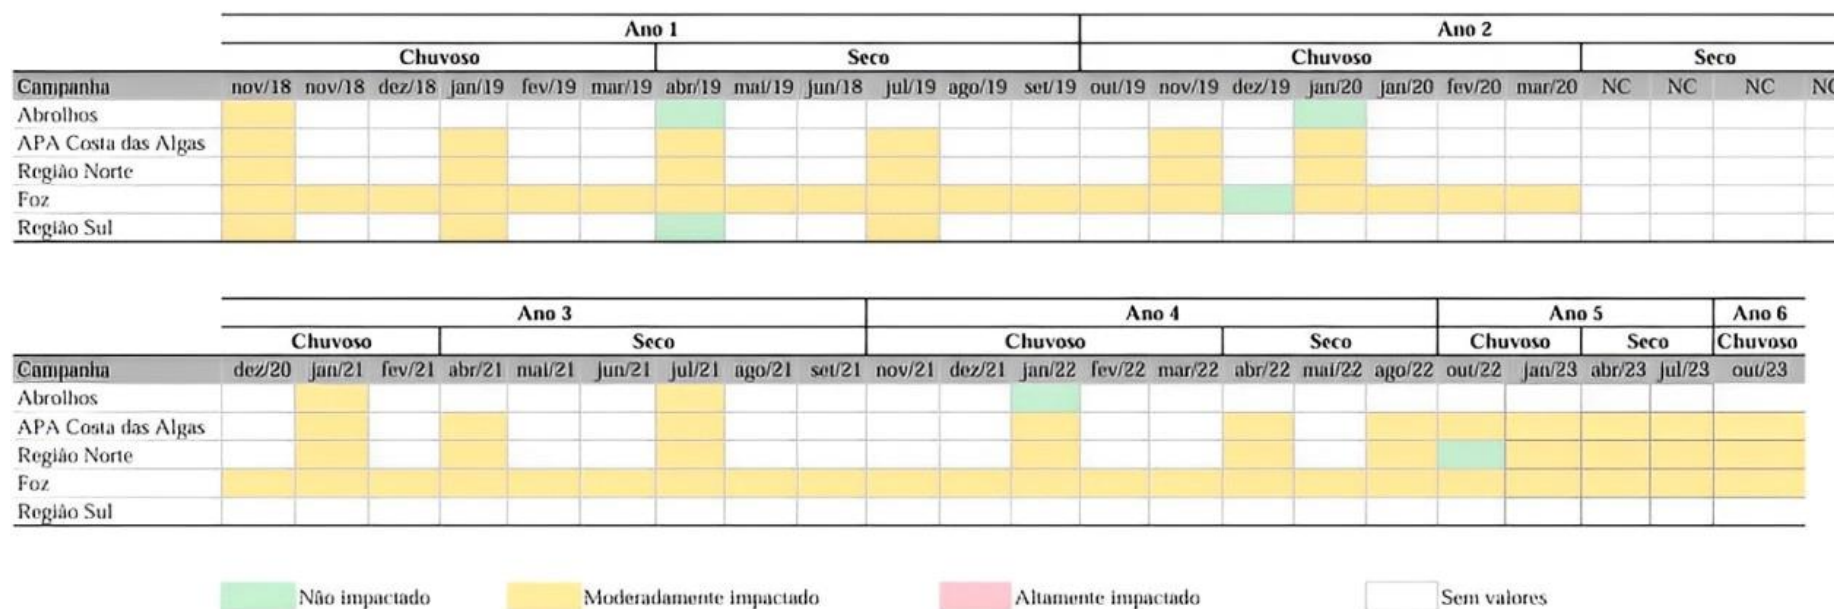 Ano 1 Ano 2
Chuvoso Seco Chuvoso Seco
Campanha nov/18 nov/18 dez/18 jan/19 fev/19 mar/19 abr/19 mai/19 jun/18 jul/19 ago/19 set/19 out/19 nov/19 dez/19 jan/20 jan/20 fev/20 mar/20 NC NC NC NC
Abrolhos
APA Costa das Algas
Região Norte
Foz
Região Sul
Ano 3 Ano 4 Ano 5 Ano 6
Chuvoso Seco Chuvoso Seco Chuvoso Seco Chuvoso
Campanha dez/20 jan/21 fev/21 abr/21 mai/21 jun/21 jul/21 ago/21 set/21 nov/21 dez/21 jan/22 fev/22 mar/22 abr/22 mai/22 ago/22 out/22 jan/23 abr/23 jul/23 out/23
Abrolhos
APA Costa das Algas
Região Norte
Foz
Região Sul
Não impactado Moderadamente impactado Altamente impactado Sem valores